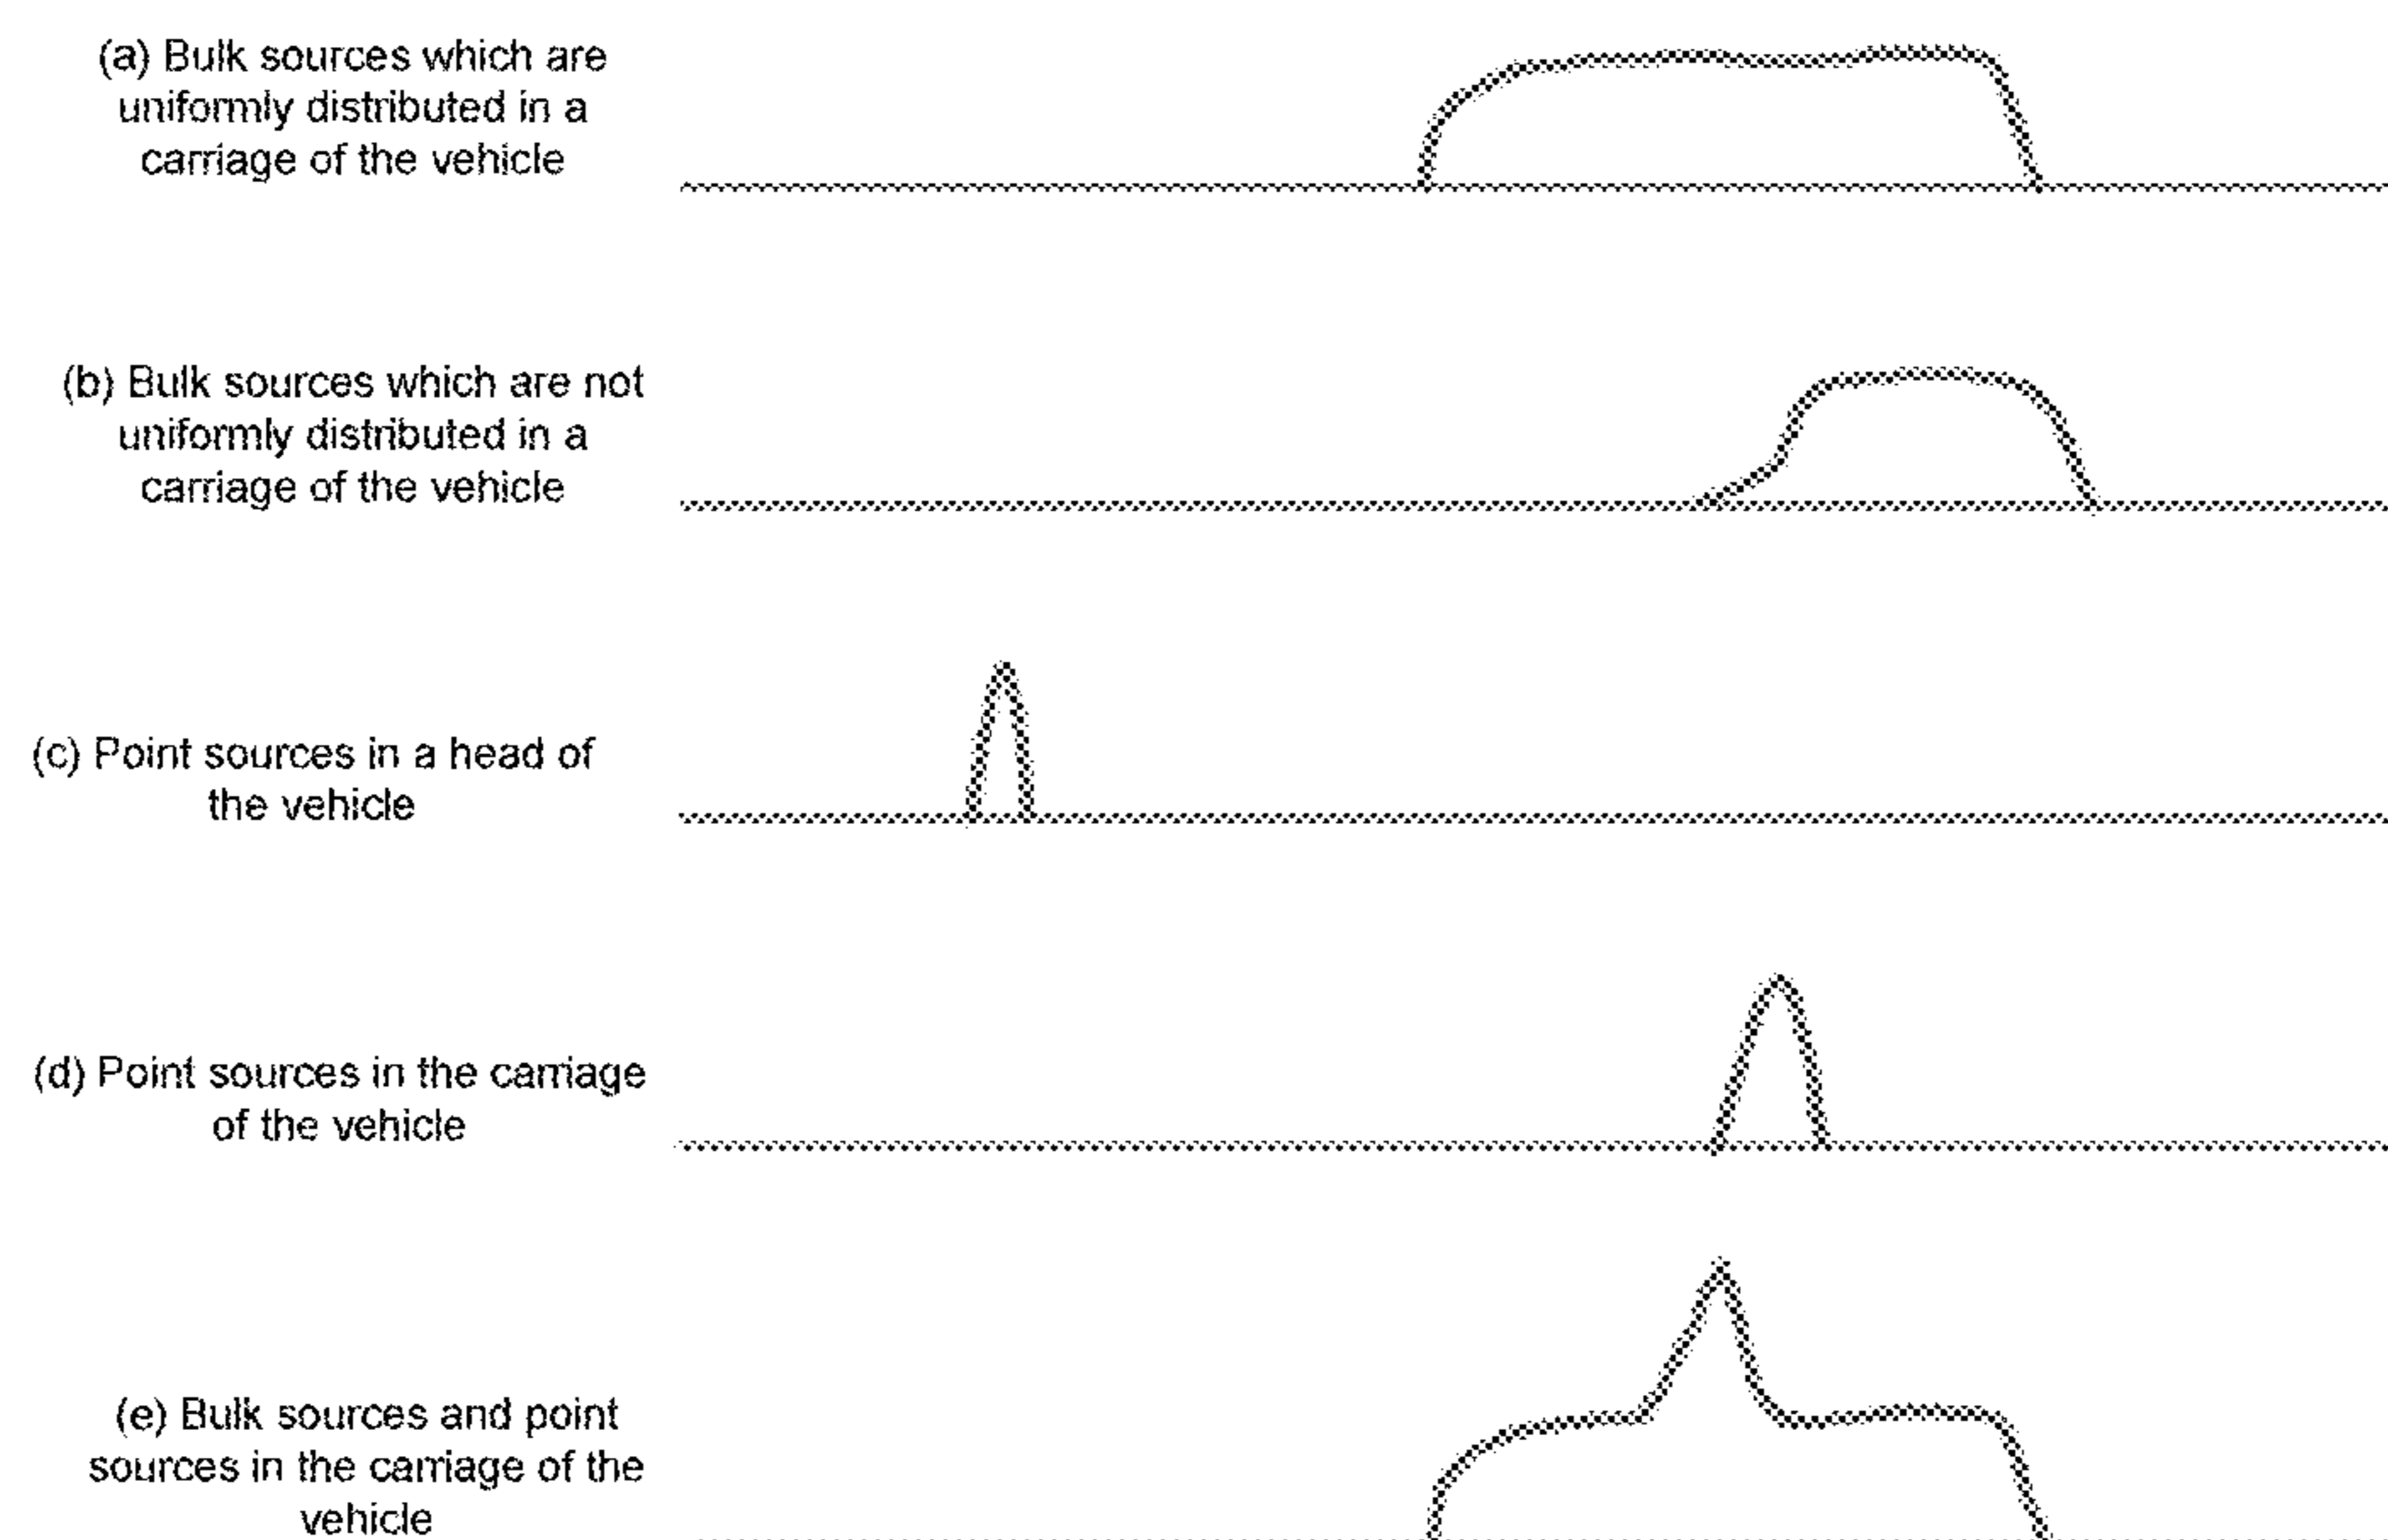 (a) Bulk sources which are
uniformly distributed in a
carriage of the vehicle
(b) Bulk sources which are not
uniformly distributed in a
carriage of the vehicle
(c) Point sources in a head of
the vehicle
(d) Point sources in the carriage
of the vehicle
(e) Bulk sources and point
sources in the carriage of the
vehicle